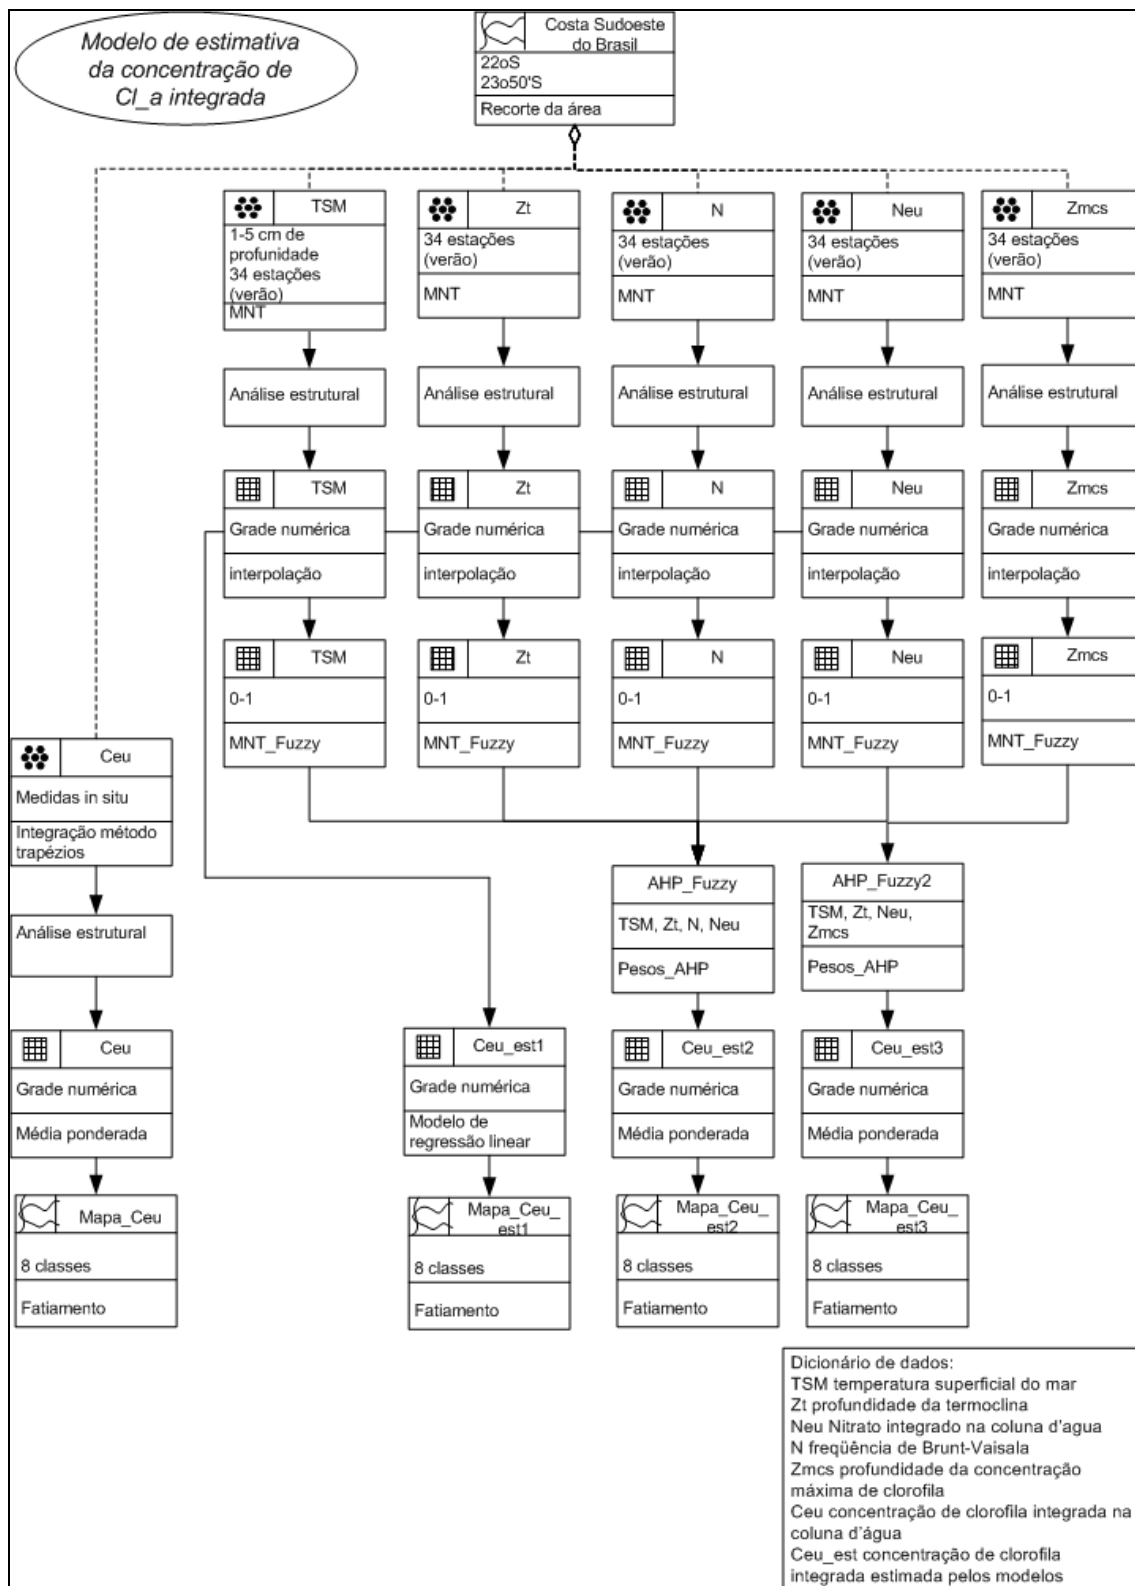 Modelo de estimativa
da concentração de
Cl_a integrada
Costa Sudoeste
do Brasil
22oS
23o50'S
Recorte da área
TSM
1-5 cm de
profunidade
34 estações
(verão)
MNT
Zt
34 estações
(verão)
MNT
N
34 estações
(verão)
MNT
Neu
34 estações
(verão)
MNT
Zmcs
34 estações
(verão)
MNT
Análise estrutural
Análise estrutural
Análise estrutural
Análise estrutural
Análise estrutural
TSM
Grade numérica
interpolação
Zt
Grade numérica
interpolação
N
Grade numérica
interpolação
Neu
Grade numérica
interpolação
Zmcs
Grade numérica
interpolação
TSM
0-1
MNT_Fuzzy
Zt
0-1
MNT_Fuzzy
N
0-1
MNT_Fuzzy
Neu
0-1
MNT_Fuzzy
Zmcs
0-1
MNT_Fuzzy
Ceu
Medidas in situ
Integração método
trapézios
Análise estrutural
AHP_Fuzzy
TSM, Zt, N, Neu
Pesos_AHP
AHP_Fuzzy2
TSM, Zt, Neu,
Zmcs
Pesos_AHP
Ceu
Grade numérica
Média ponderada
Ceu_est1
Grade numérica
Modelo de
regressão linear
Ceu_est2
Grade numérica
Média ponderada
Ceu_est3
Grade numérica
Média ponderada
Mapa_Ceu
8 classes
Fatiamento
Mapa_Ceu_
est1
8 classes
Fatiamento
Mapa_Ceu_
est2
8 classes
Fatiamento
Mapa_Ceu_
est3
8 classes
Fatiamento
Dicionário de dados:
TSM temperatura superficial do mar
Zt profundidade da termoclina
Neu Nitrato integrado na coluna d'agua
N freqüência de Brunt-Vaisala
Zmcs profundidade da concentração
máxima de clorofila
Ceu concentração de clorofila integrada na
coluna d'água
Ceu_est concentração de clorofila
integrada estimada pelos modelos